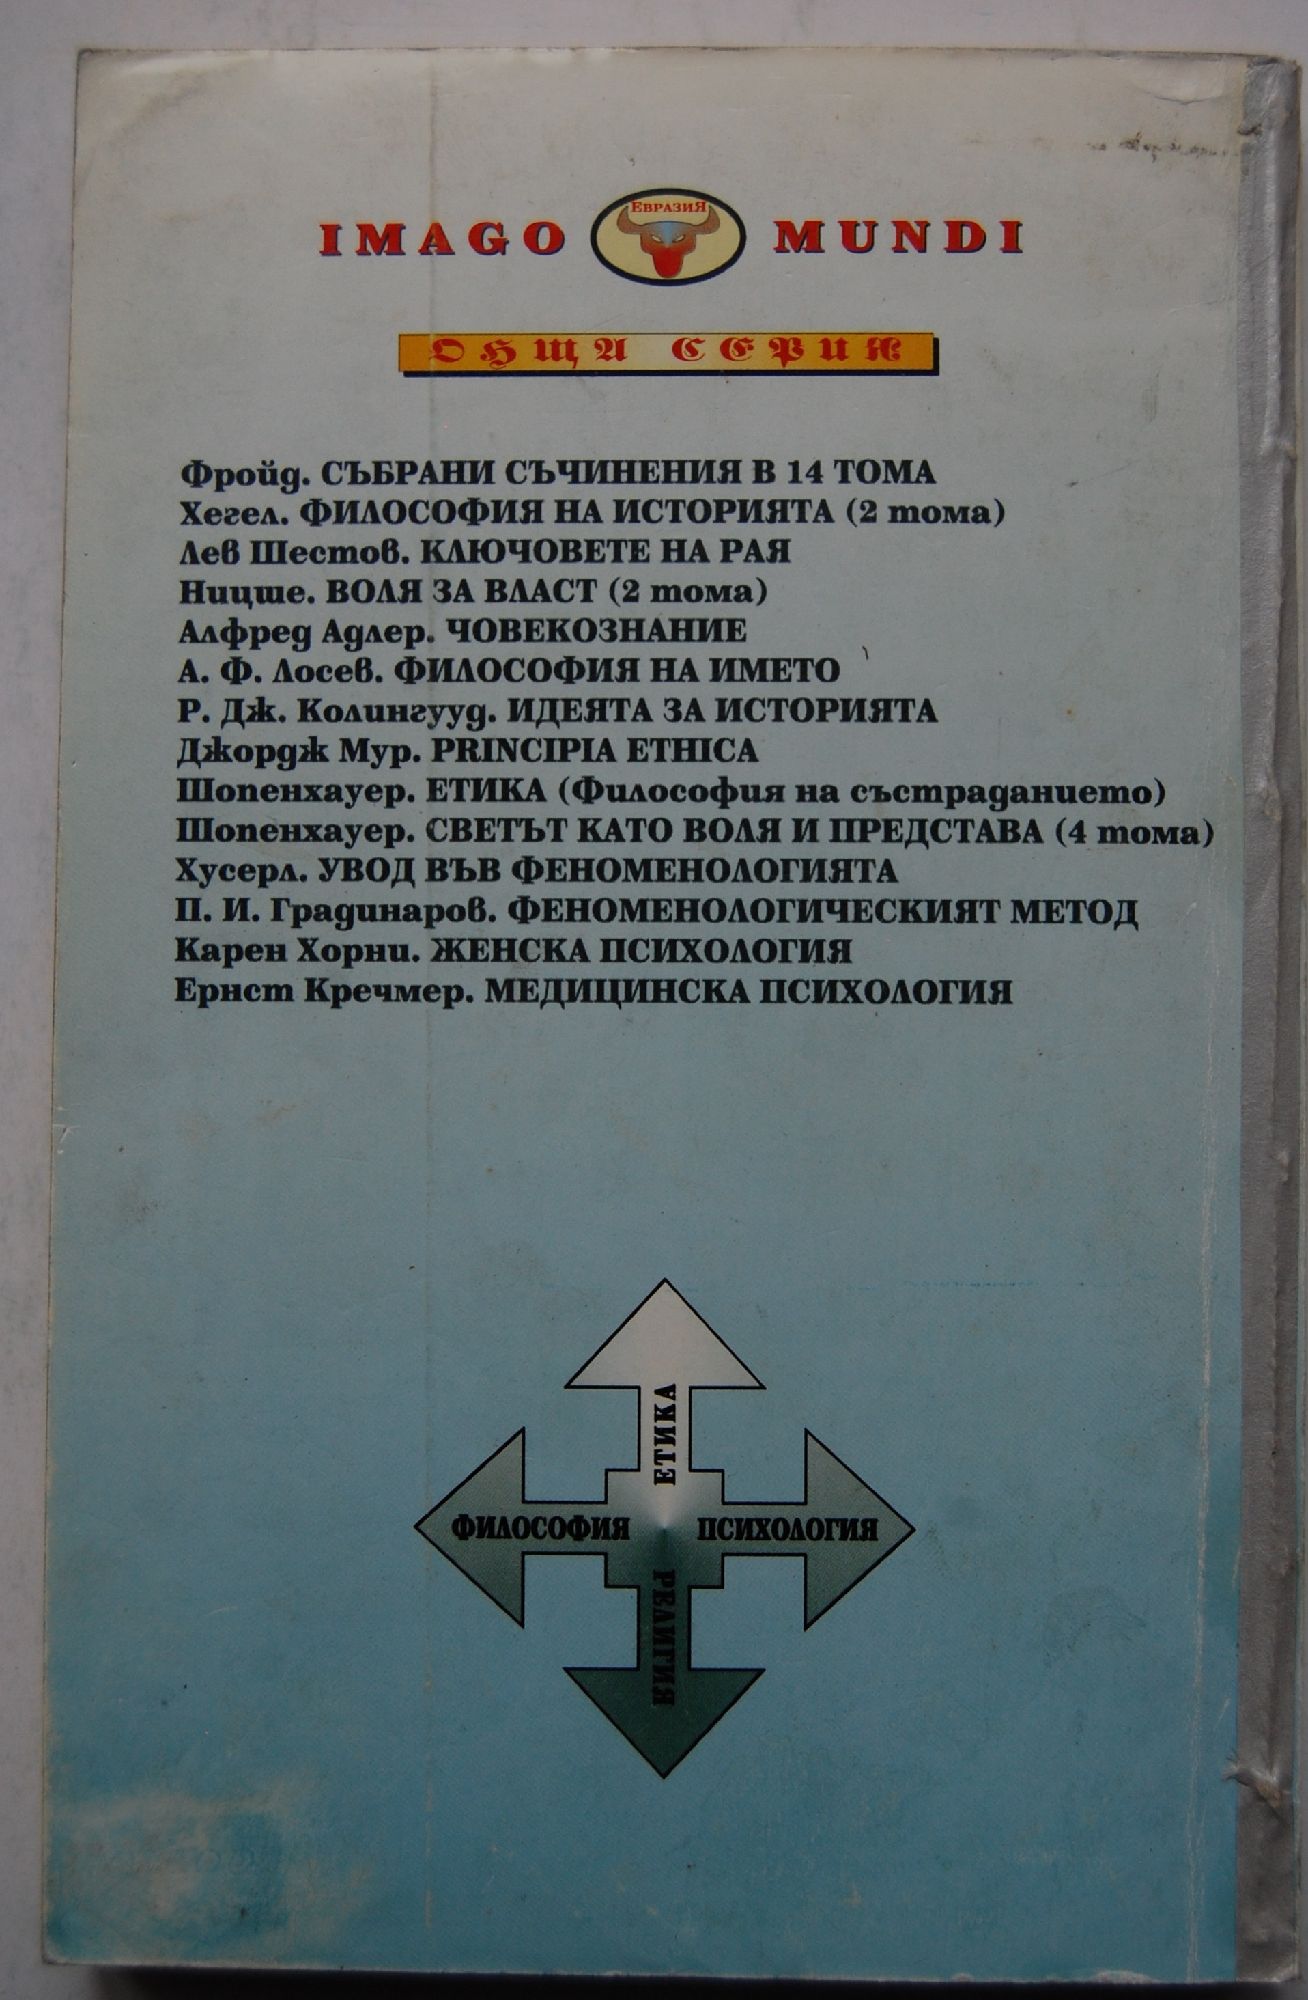 IMAGO ЕВРАЗИЯ MUNDI
ОБЩА СЕРИЯ
Фройд. СЪБРАНИ СЪЧИНЕНИЯ В 14 ТОМА
Хегел. ФИЛОСОФИЯ НА ИСТОРИЯТА (2 тома)
Лев Шестов. КЛЮЧОВЕТЕ НА РАЯ
Ницше. ВОЛЯ ЗА ВЛАСТ (2 тома)
Алфред Адлер. ЧОВЕКОЗНАНИЕ
А. Ф. Лосев. ФИЛОСОФИЯ НА ИМЕТО
Р. Дж. Колингууд. ИДЕЯТА ЗА ИСТОРИЯТА
Джордж Мур. PRINCIPIA ETHICA
Шопенхауер. ЕТИКА (Философия на състраданието)
Шопенхауер. СВЕТЪТ КАТО ВОЛЯ И ПРЕДСТАВА (4 тома)
Хусерл. УВОД ВЪВ ФЕНОМЕНОЛОГИЯТА
П. И. Градинаров. ФЕНОМЕНОЛОГИЧЕСКИЯТ МЕТОД
Карен Хорни. ЖЕНСКА ПСИХОЛОГИЯ
Ернст Кречмер. МЕДИЦИНСКА ПСИХОЛОГИЯ
ЕТИКА
ФИЛОСОФИЯ ПСИХОЛОГИЯ
РЕЛИГИЯ